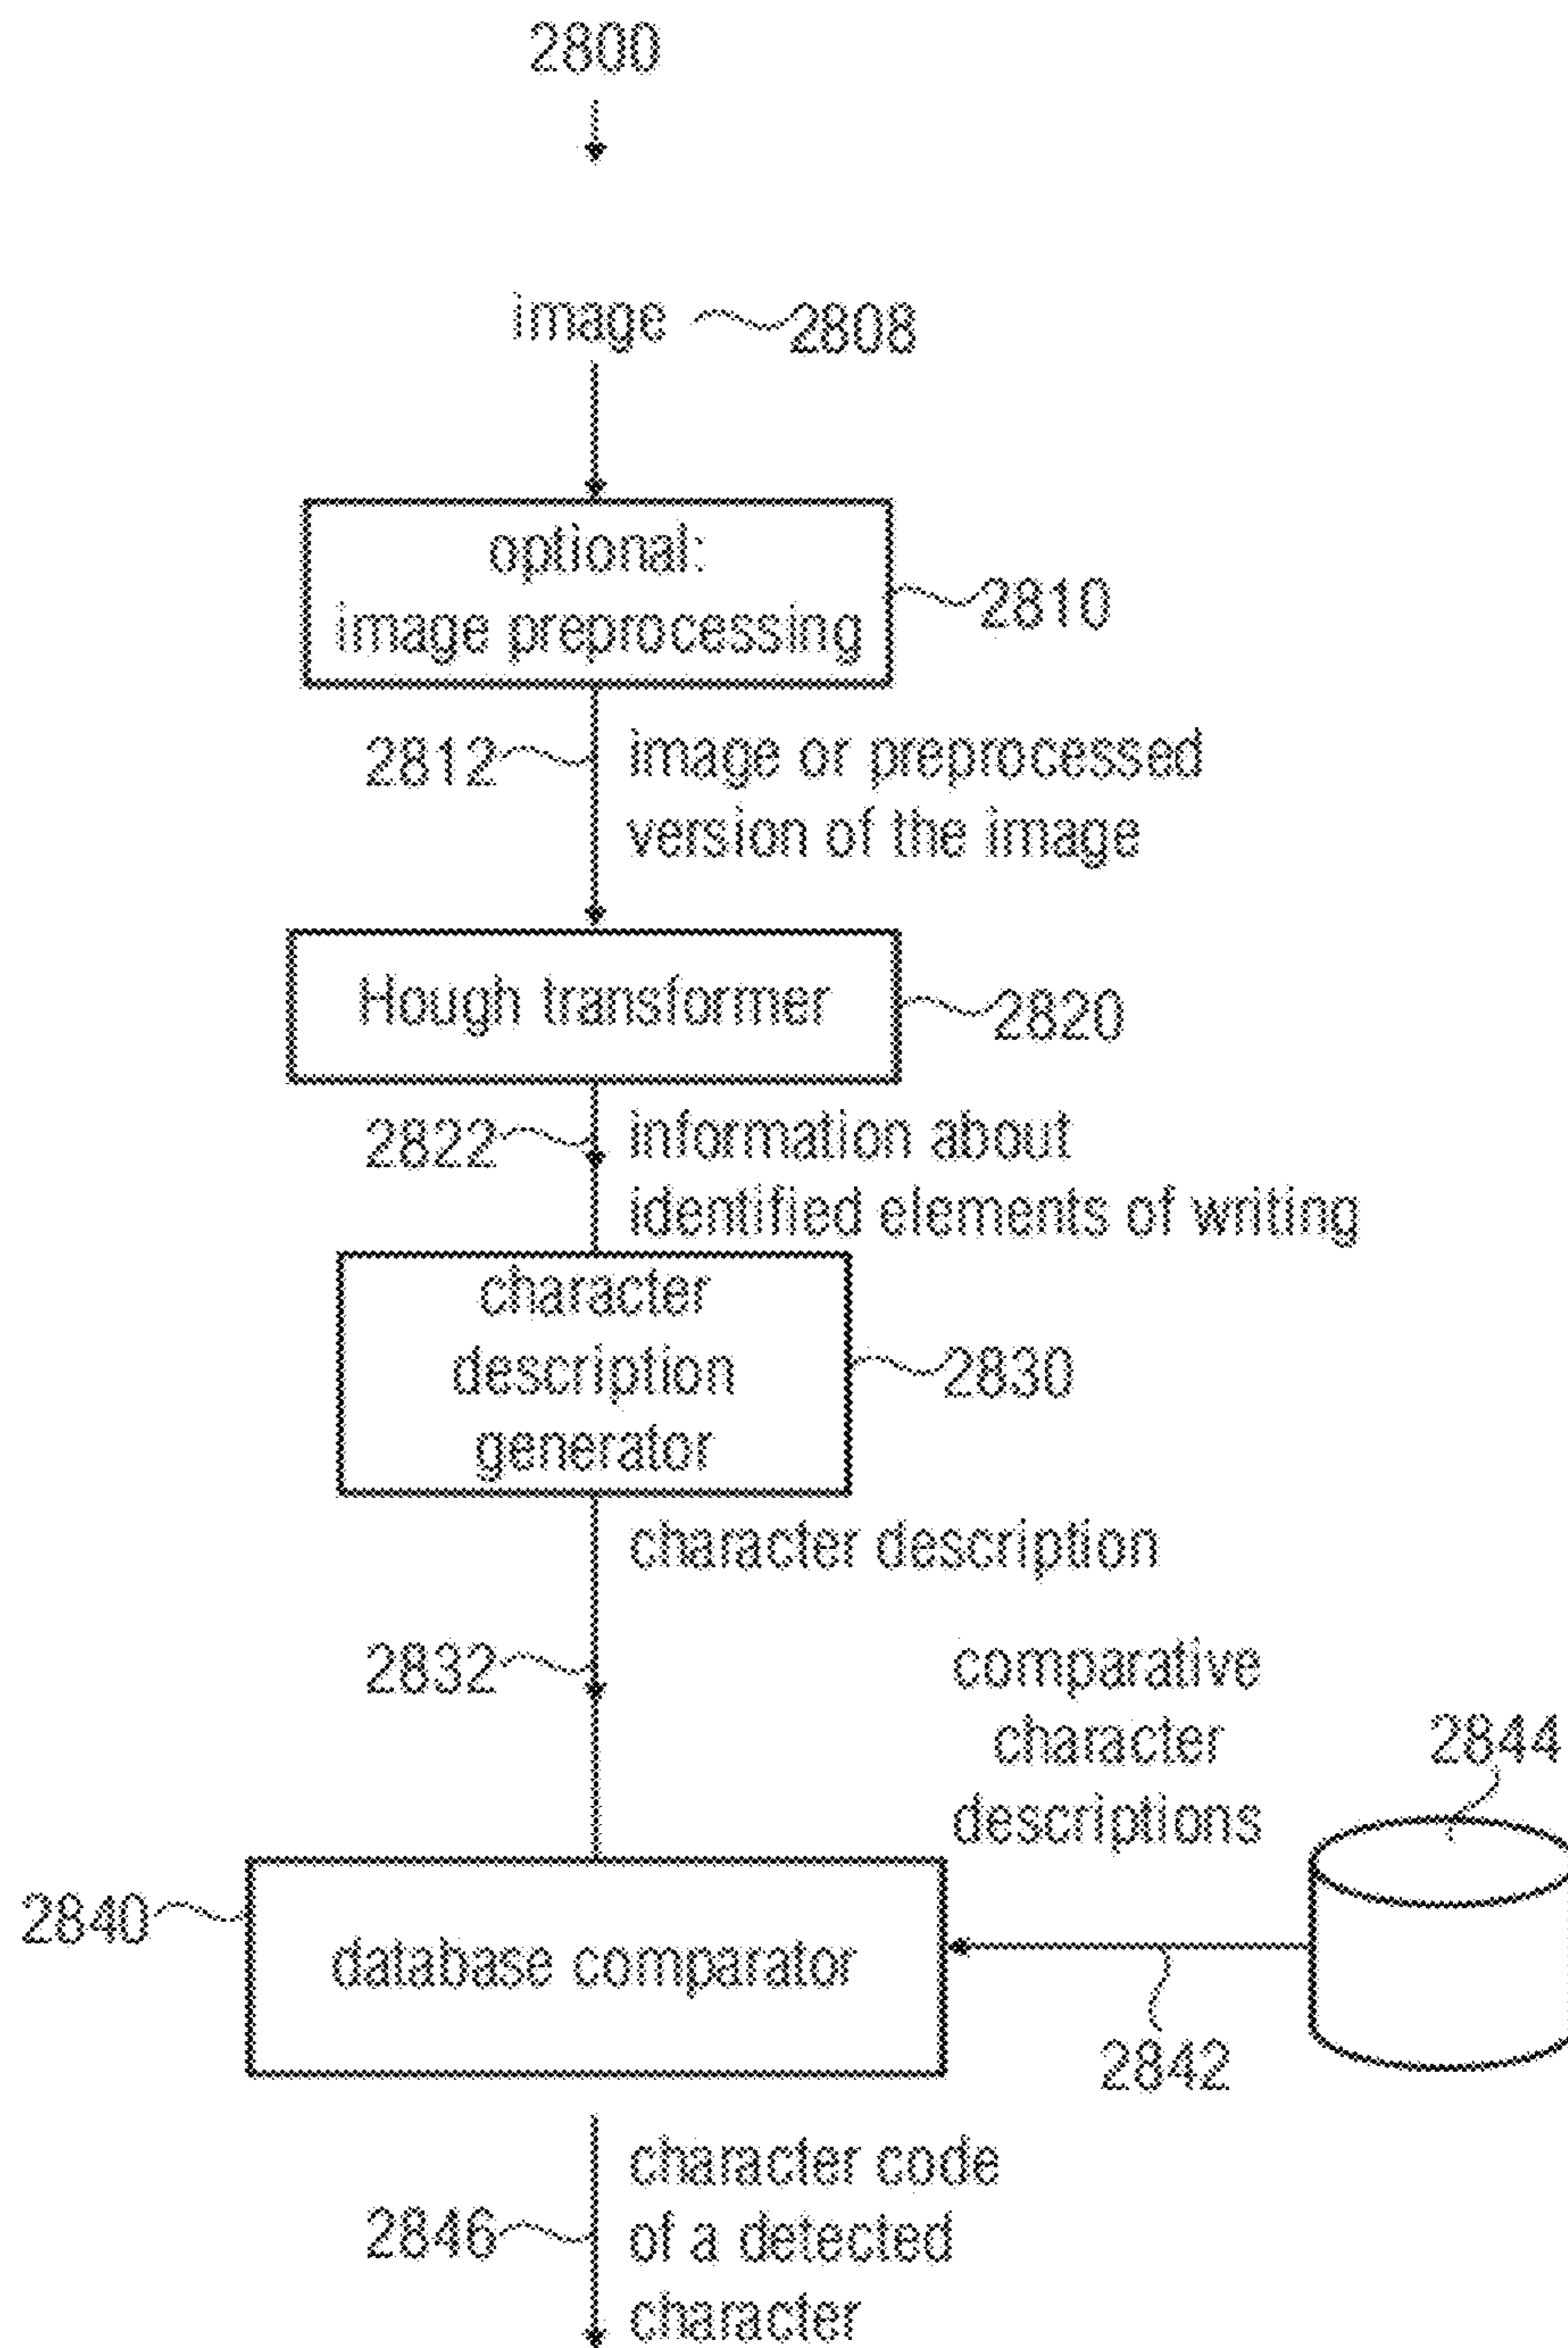 2800
image 2808
optional:
image preprocessing
2810
2812
image or preprocessed
version of the image
Hough transformer
2820
2822
information about
identified elements of writing
character
description
generator
2830
character description
2832
comparative
character
descriptions
2844
2840
database comparator
2842
character code
of a detected
character
2846